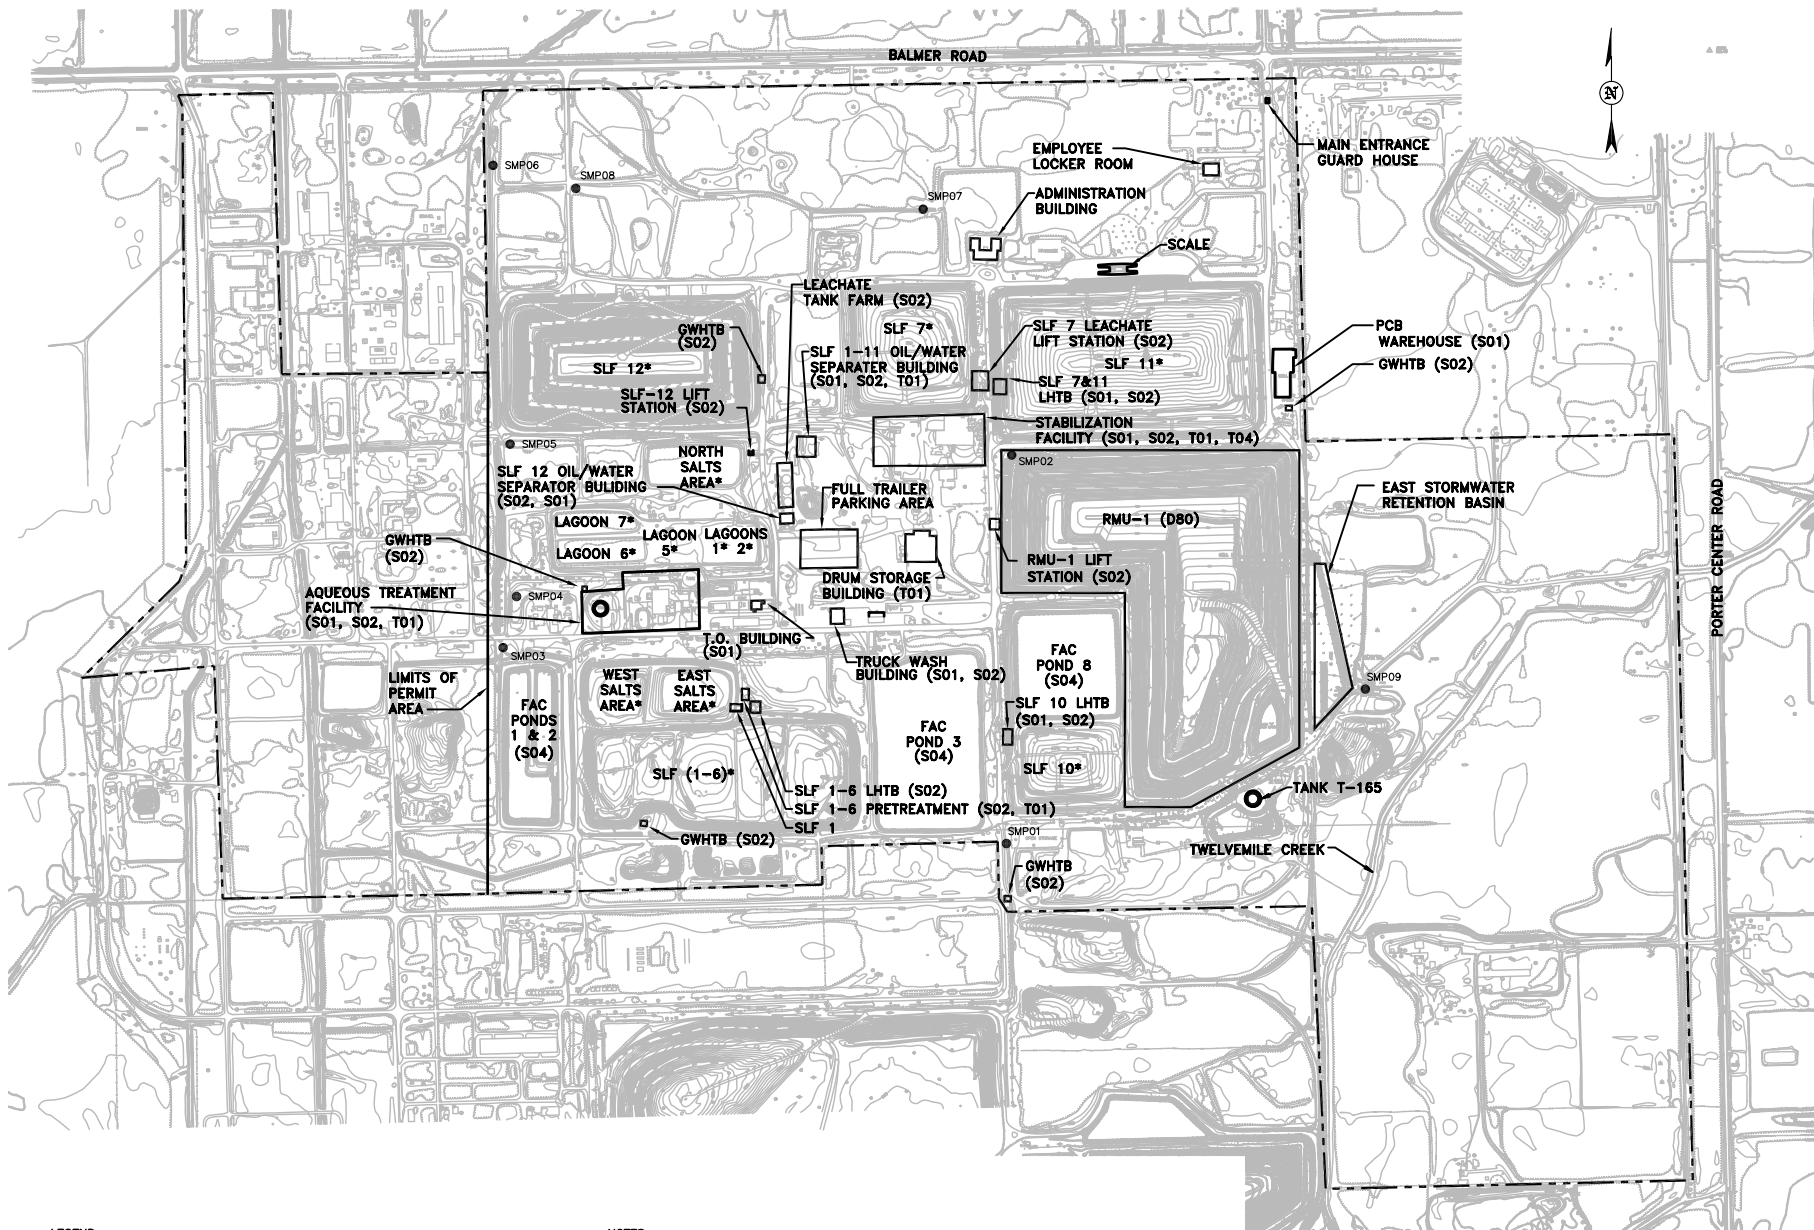 BALMER ROAD
N
MAIN ENTRANCE
GUARD HOUSE
EMPLOYEE
LOCKER ROOM
SMP06
SMP08
SMP07
ADMINISTRATION
BUILDING
SCALE
LEACHATE
TANK FARM (S02)
GWHTB
(S02)
SLF 7*
SLF 7 LEACHATE
LIFT STATION (S02)
PCB
WAREHOUSE (S01)
SLF 12*
SLF 1-11 OIL/WATER
SEPARATER BUILDING
(S01, S02, T01)
SLF 11*
GWHTB (S02)
SLF-12 LIFT
STATION (S02)
SLF 7&11
LHTB (S01, S02)
STABILIZATION
FACILITY (S01, S02, T01, T04)
SMP05
NORTH
SALTS
AREA*
SMP02
SLF 12 OIL/WATER
SEPARATOR BULIDING
(S02, S01)
FULL TRAILER
PARKING AREA
EAST STORMWATER
RETENTION BASIN
PORTER CENTER ROAD
LAGOON 7*
LAGOON
5*
LAGOONS
1* 2*
LAGOON 6*
RMU-1 (D80)
GWHTB
(S02)
RMU-1 LIFT
STATION (S02)
DRUM STORAGE
BUILDING (T01)
AQUEOUS TREATMENT
FACILITY
(S01, S02, T01)
SMP04
T.O. BUILDING
(S01)
SMP03
TRUCK WASH
BUILDING (S01, S02)
FAC
POND 8
(S04)
LIMITS OF
PERMIT
AREA
WEST
SALTS
AREA*
EAST
SALTS
AREA*
SMP09
FAC
PONDS
1 & 2
(S04)
SLF 10 LHTB
(S01, S02)
FAC
POND 3
(S04)
SLF (1-6)*
SLF 10*
SLF 1-6 LHTB (S02)
SLF 1-6 PRETREATMENT (S02, T01)
SLF 1
TANK T-165
GWHTB (S02)
SMP01
TWELVEMILE CREEK
GWHTB
(S02)